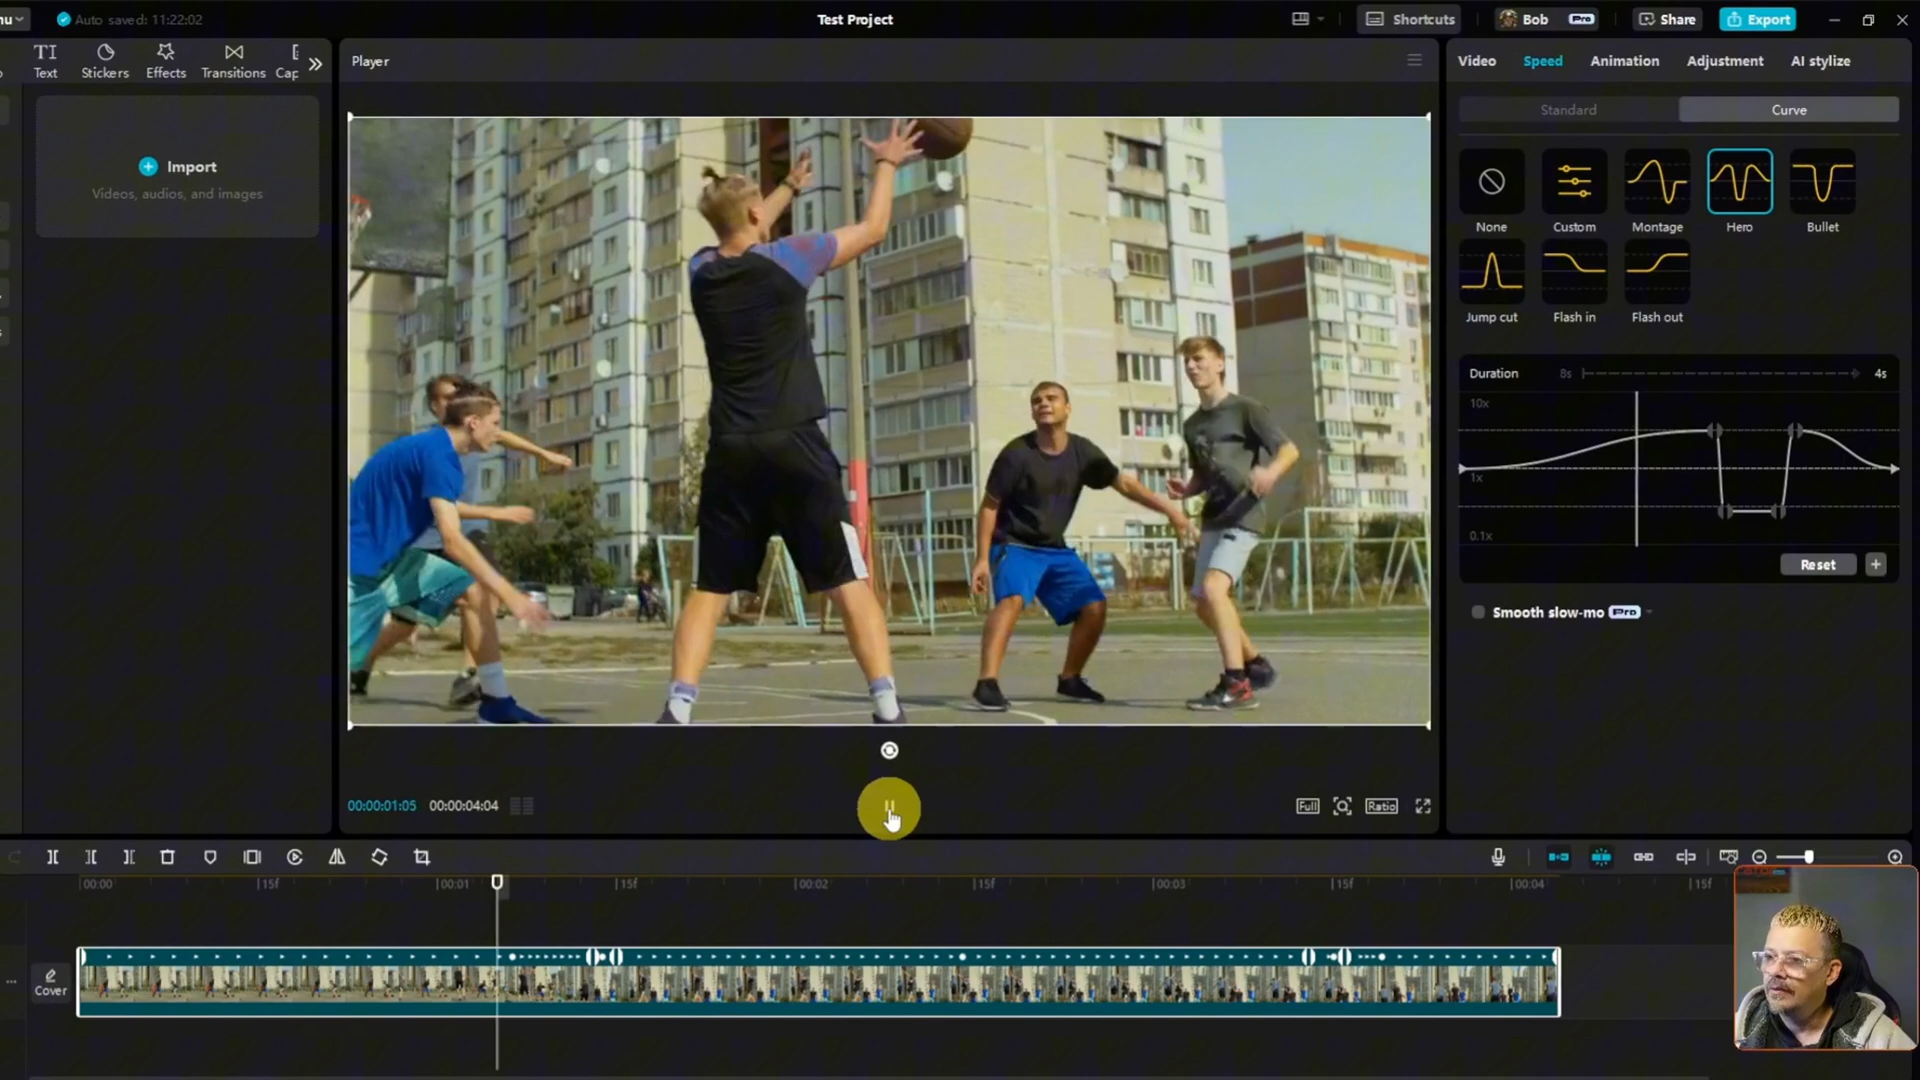 nu
Auto saved: 11:22:02
Test Project
Shortcuts
Bob
Pro
Share
Export
TI
Text
Stickers
Effects
Transitions
Cap
Player
Video
Speed
Animation
Adjustment
AI stylize
Import
Videos, audios, and images
Standard
Curve
None
Custom
Montage
Hero
Bullet
Jump cut
Flash in
Flash out
Duration
8s
4s
10x
1x
0.1x
Reset
Smooth slow-mo
Pro
00:00:01:05
00:00:04:04
Full
Ratio
00:00
15f
00:01
15f
00:02
15f
00:03
15f
00:04
15f
Cover